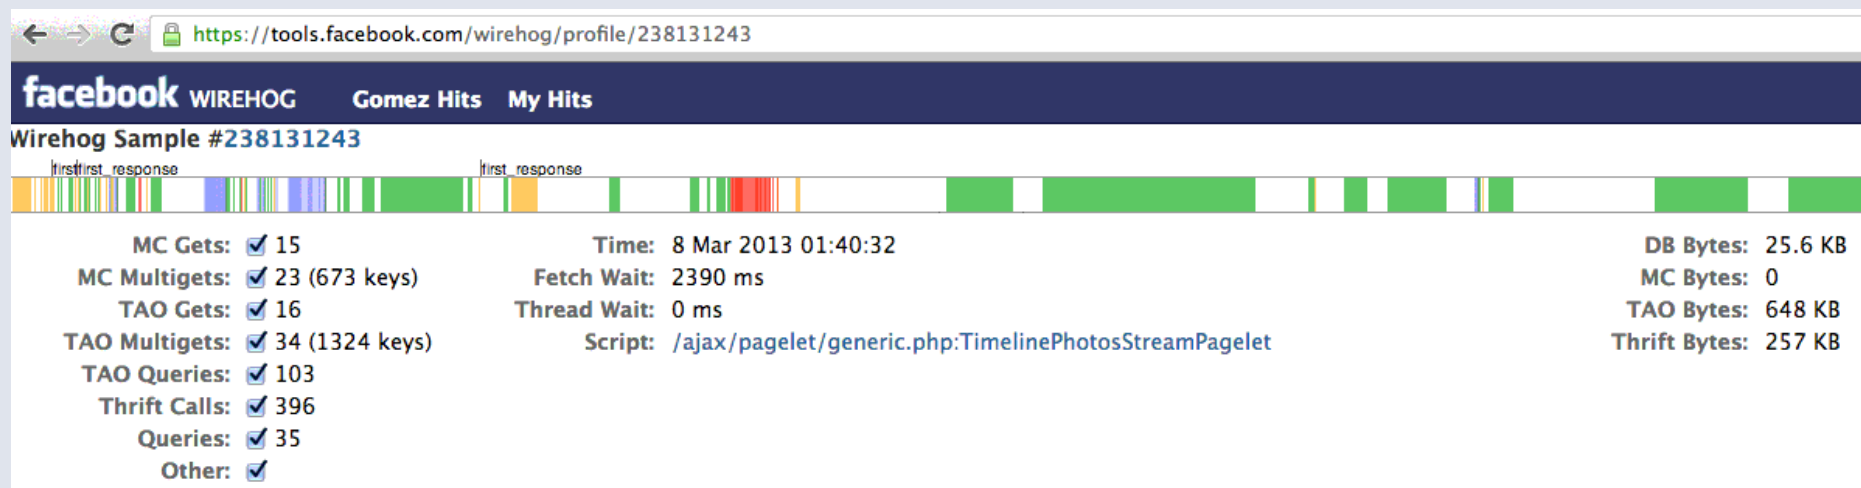 https://tools.facebook.com/wirehog/profile/238131243
facebook WIREHOG Gomez Hits My Hits
Wirehog Sample #238131243
first first_response first_response
MC Gets: 15 Time: 8 Mar 2013 01:40:32 DB Bytes: 25.6 KB
MC Multigets: 23 (673 keys) Fetch Wait: 2390 ms MC Bytes: 0
TAO Gets: 16 Thread Wait: 0 ms TAO Bytes: 648 KB
TAO Multigets: 34 (1324 keys) Script: /ajax/pagelet/generic.php:TimelinePhotosStreamPagelet Thrift Bytes: 257 KB
TAO Queries: 103
Thrift Calls: 396
Queries: 35
Other: